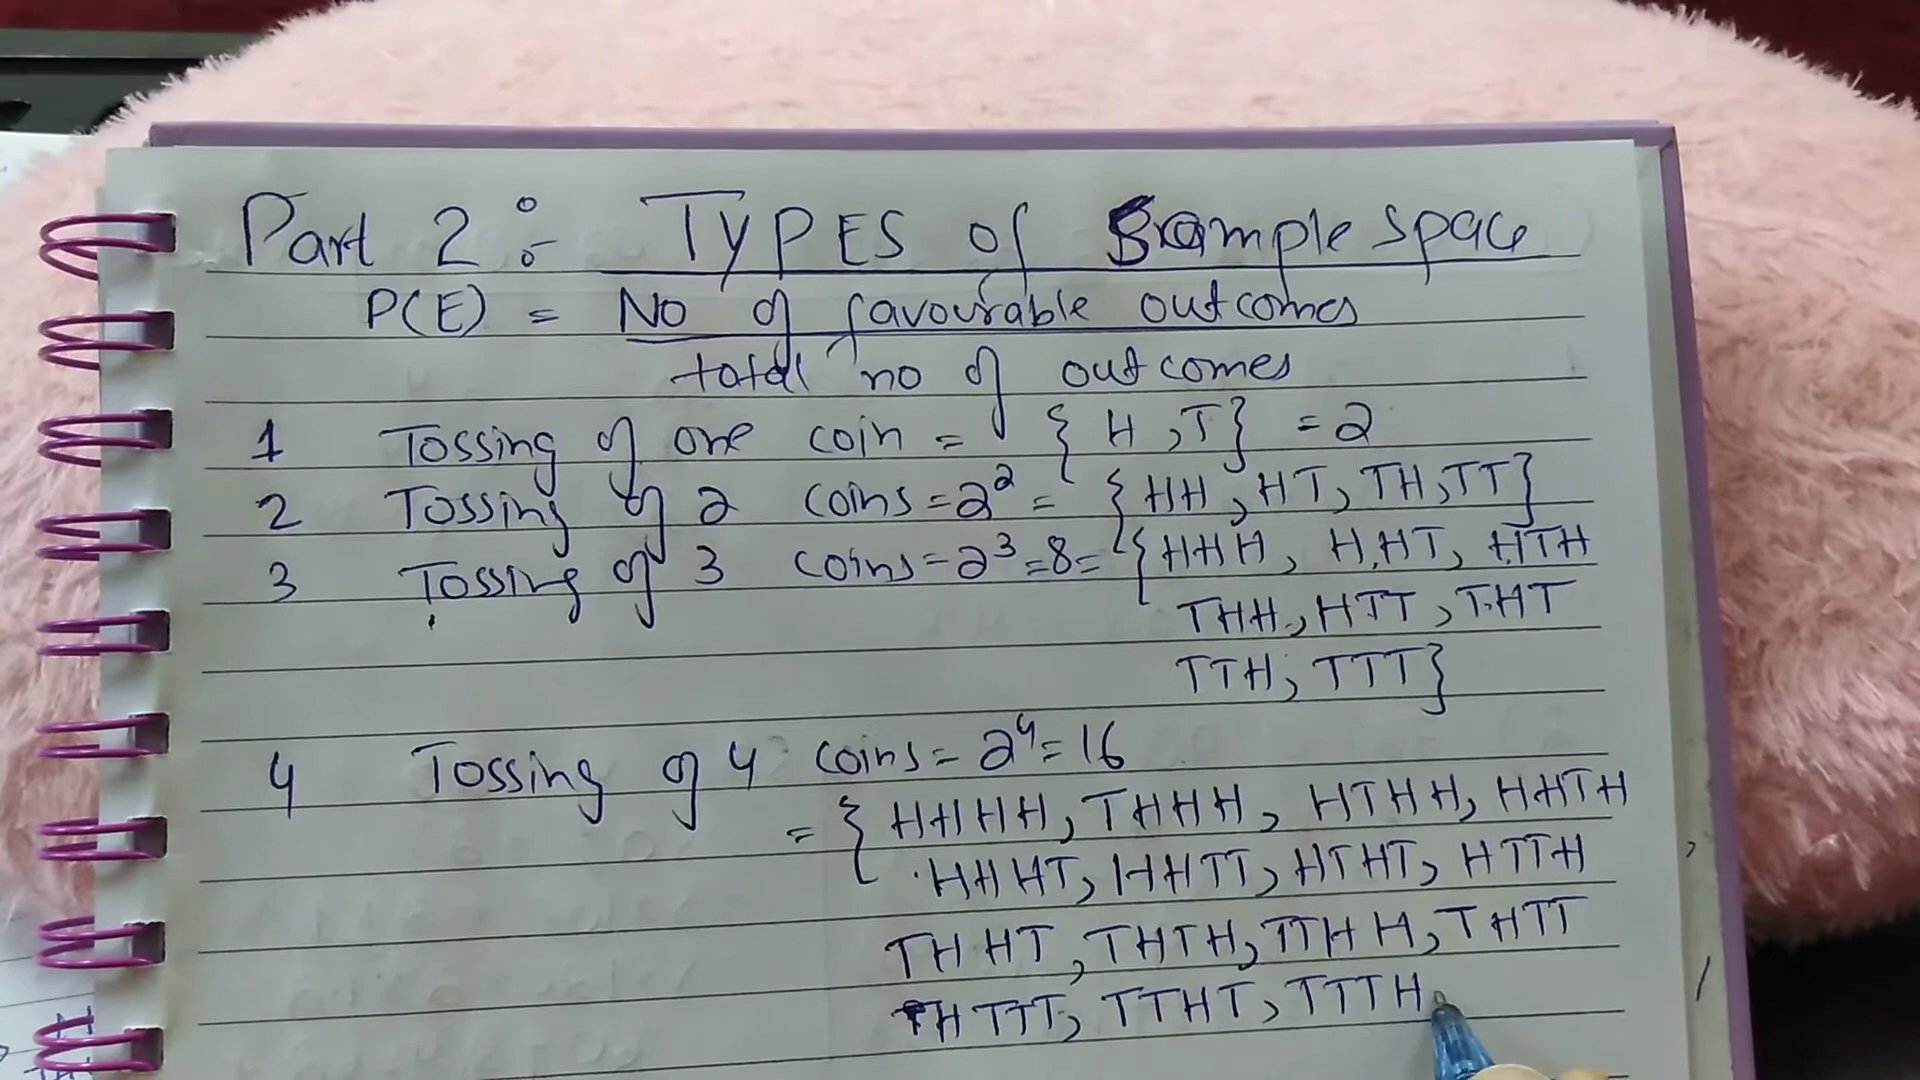 Part 2 :- TYPES of Sample space
P(E) = No of favourable outcomes
total no of outcomes
1 Tossing of one coin = { H , T } = 2
2 Tossing of 2 coins = 2² = { HH , HT, TH, TT }
3 Tossing of 3 coins = 2³ = 8 = { HHH, HHT, HTH
THH, HTT, THT
TTH, TTT }
4 Tossing of 4 coins = 2⁴ = 16
= { HHHH, THHH, HTHH, HHTH
HHHT, HHTT, HTHT, HTTH
THHT, THTH, TTHH, THTT
HTTT, TTHT, TTTH,